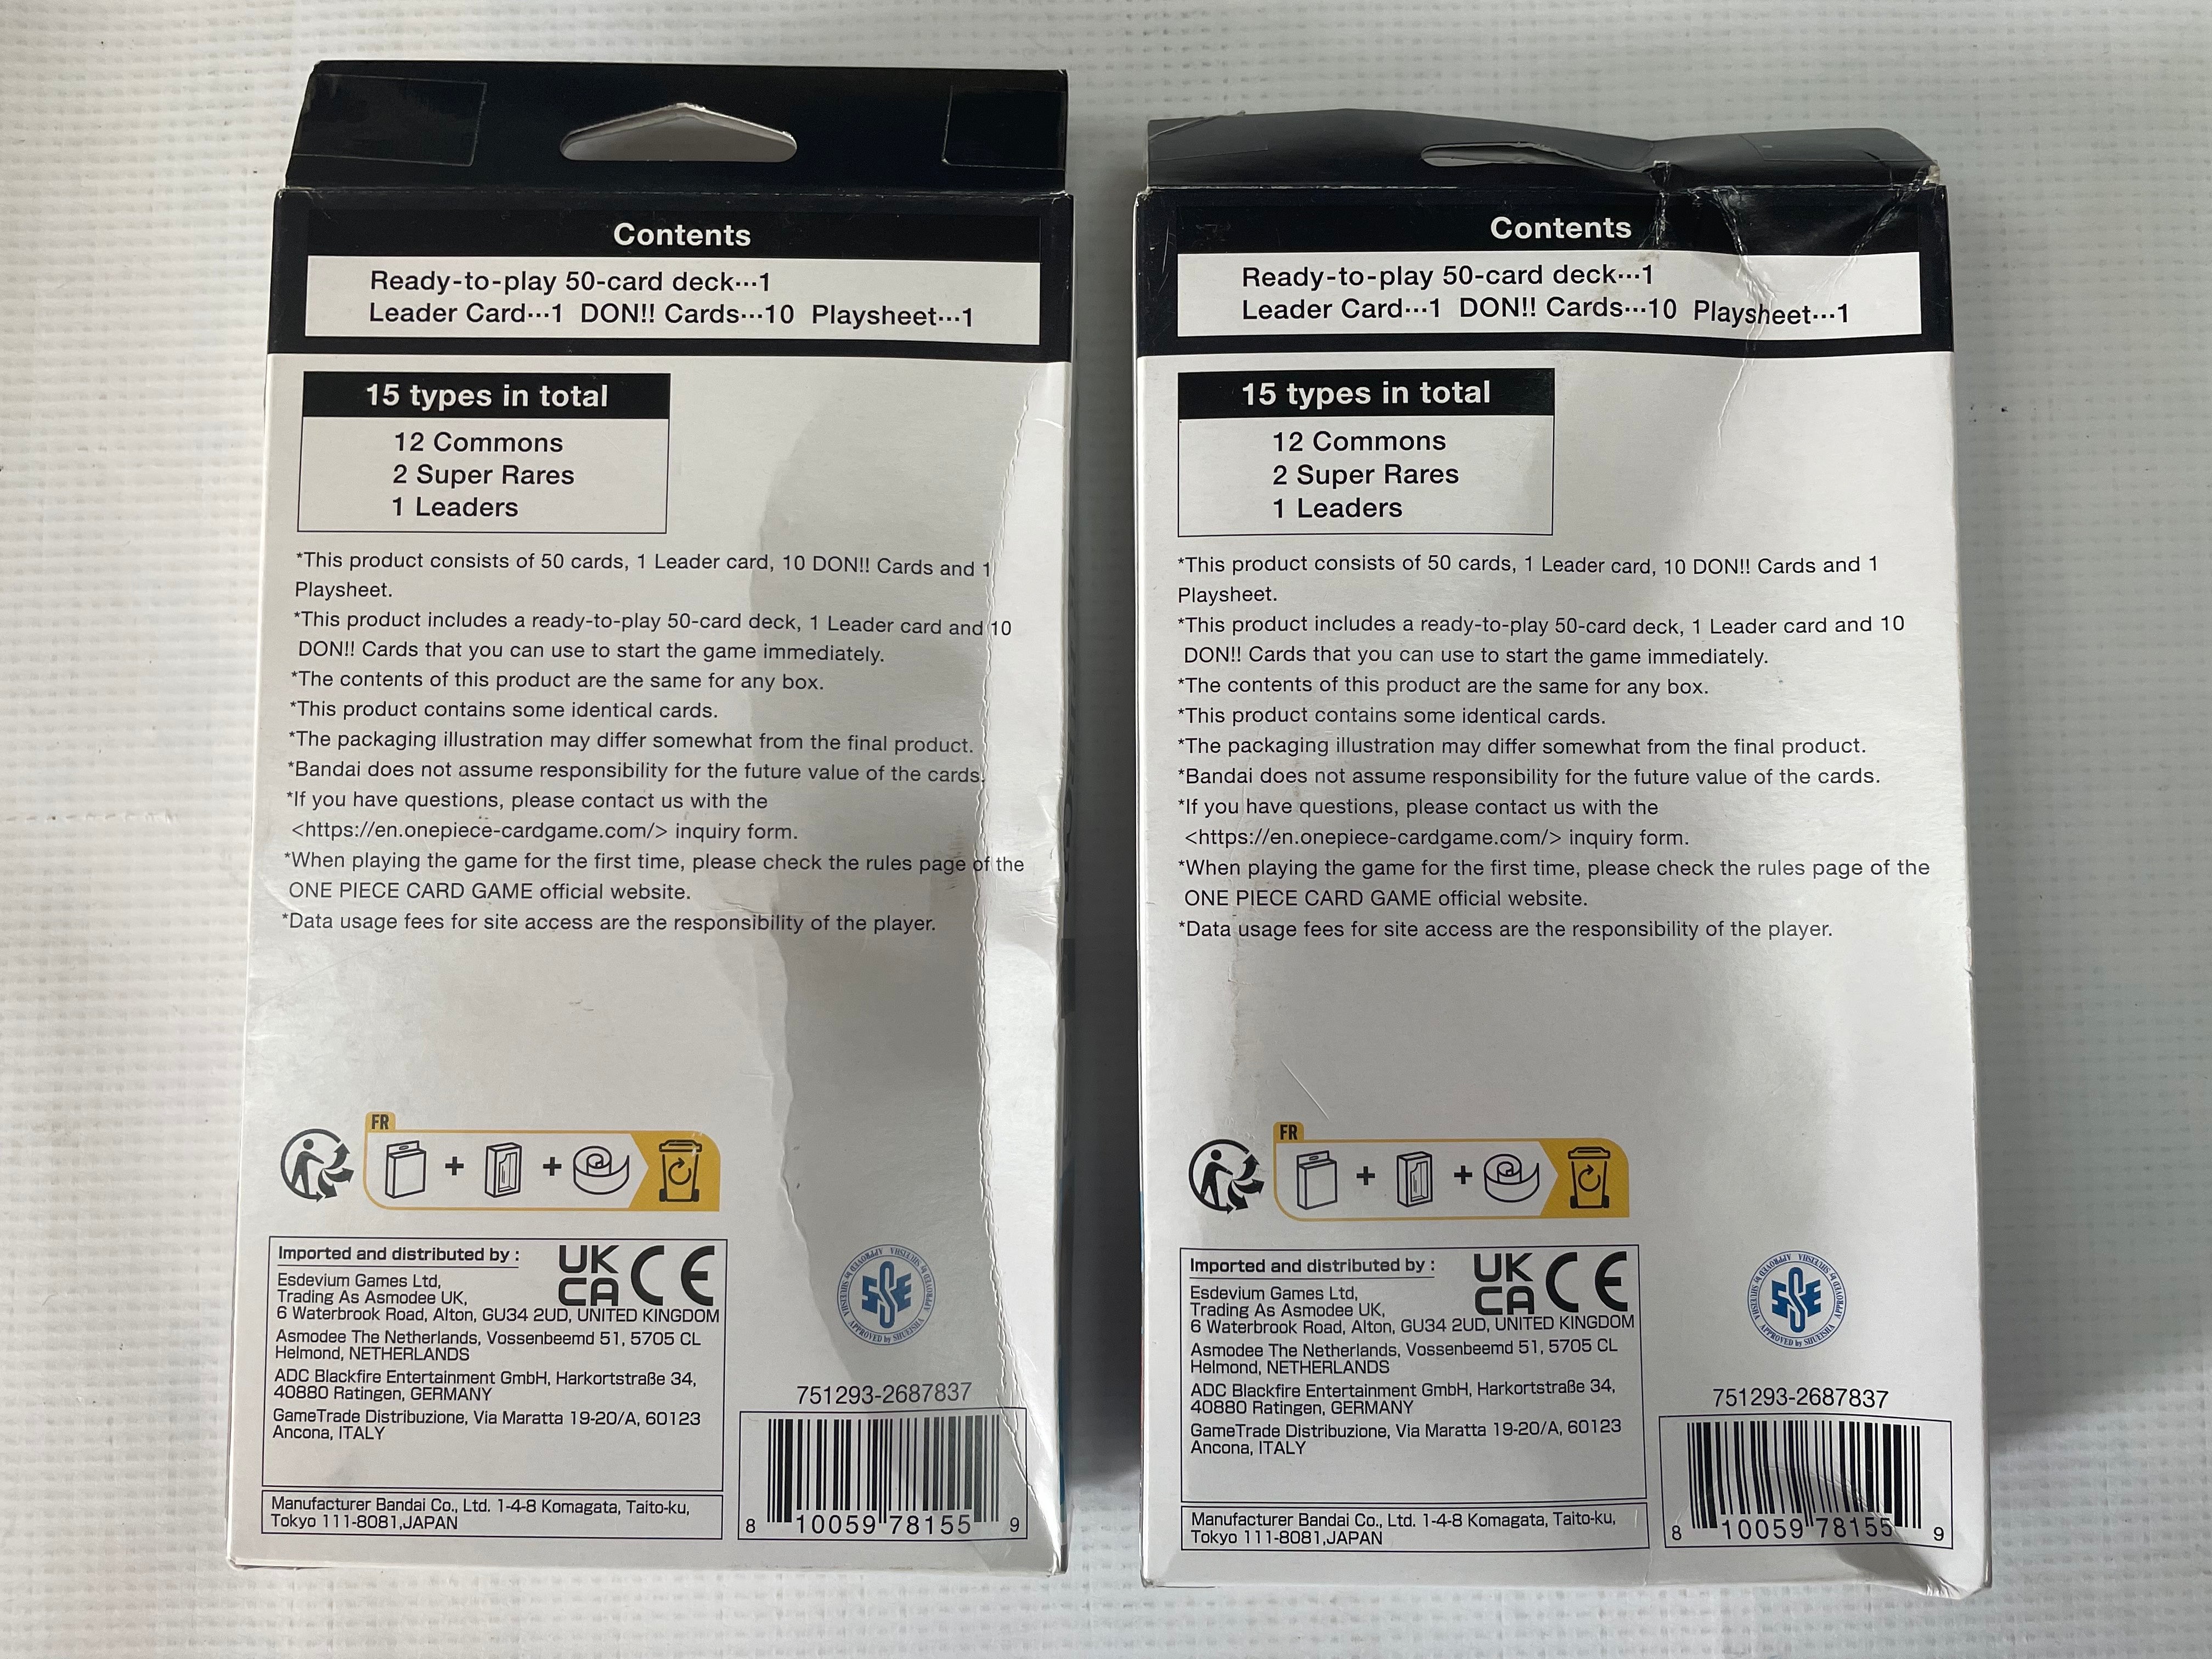 Contents
Ready-to-play 50-card deck···1
Leader Card···1 DON!! Cards···10 Playsheet···1
15 types in total
12 Commons
2 Super Rares
1 Leaders
*This product consists of 50 cards, 1 Leader card, 10 DON!! Cards and 1
Playsheet.
*This product includes a ready-to-play 50-card deck, 1 Leader card and 10
DON!! Cards that you can use to start the game immediately.
*The contents of this product are the same for any box.
*This product contains some identical cards.
*The packaging illustration may differ somewhat from the final product.
*Bandai does not assume responsibility for the future value of the cards.
*If you have questions, please contact us with the
<https://en.onepiece-cardgame.com/> inquiry form.
*When playing the game for the first time, please check the rules page of the
ONE PIECE CARD GAME official website.
*Data usage fees for site access are the responsibility of the player.
FR
+ +
Imported and distributed by :
UK
CA CE
Esdevium Games Ltd,
Trading As Asmodee UK,
6 Waterbrook Road, Alton, GU34 2UD, UNITED KINGDOM
Asmodee The Netherlands, Vossenbeemd 51, 5705 CL
Helmond, NETHERLANDS
ADC Blackfire Entertainment GmbH, Harkortstraße 34,
40880 Ratingen, GERMANY
GameTrade Distribuzione, Via Maratta 19-20/A, 60123
Ancona, ITALY
Manufacturer Bandai Co., Ltd. 1-4-8 Komagata, Taito-ku,
Tokyo 111-8081,JAPAN
APPROVED by SHUEISHA APPROVED by SHUEISHA
SSE
751293-2687837
8 10059 78155 9
Contents
Ready-to-play 50-card deck···1
Leader Card···1 DON!! Cards···10 Playsheet···1
15 types in total
12 Commons
2 Super Rares
1 Leaders
*This product consists of 50 cards, 1 Leader card, 10 DON!! Cards and 1
Playsheet.
*This product includes a ready-to-play 50-card deck, 1 Leader card and 10
DON!! Cards that you can use to start the game immediately.
*The contents of this product are the same for any box.
*This product contains some identical cards.
*The packaging illustration may differ somewhat from the final product.
*Bandai does not assume responsibility for the future value of the cards.
*If you have questions, please contact us with the
<https://en.onepiece-cardgame.com/> inquiry form.
*When playing the game for the first time, please check the rules page of the
ONE PIECE CARD GAME official website.
*Data usage fees for site access are the responsibility of the player.
FR
+ +
Imported and distributed by :
UK
CA CE
Esdevium Games Ltd,
Trading As Asmodee UK,
6 Waterbrook Road, Alton, GU34 2UD, UNITED KINGDOM
Asmodee The Netherlands, Vossenbeemd 51, 5705 CL
Helmond, NETHERLANDS
ADC Blackfire Entertainment GmbH, Harkortstraße 34,
40880 Ratingen, GERMANY
GameTrade Distribuzione, Via Maratta 19-20/A, 60123
Ancona, ITALY
Manufacturer Bandai Co., Ltd. 1-4-8 Komagata, Taito-ku,
Tokyo 111-8081,JAPAN
APPROVED by SHUEISHA APPROVED by SHUEISHA
SSE
751293-2687837
8 10059 78155 9